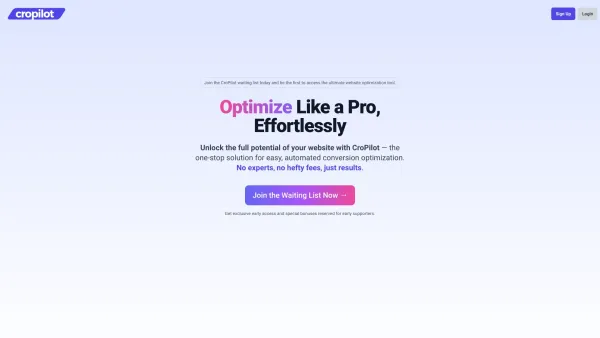 cropilot
Sign Up
Login
Join the CroPilot waiting list today and be the first to access the ultimate website optimization tool.
Optimize Like a Pro,
Effortlessly
Unlock the full potential of your website with CroPilot — the
one-stop solution for easy, automated conversion optimization.
No experts, no hefty fees, just results.
Join the Waiting List Now →
Get exclusive early access and special bonuses reserved for early supporters